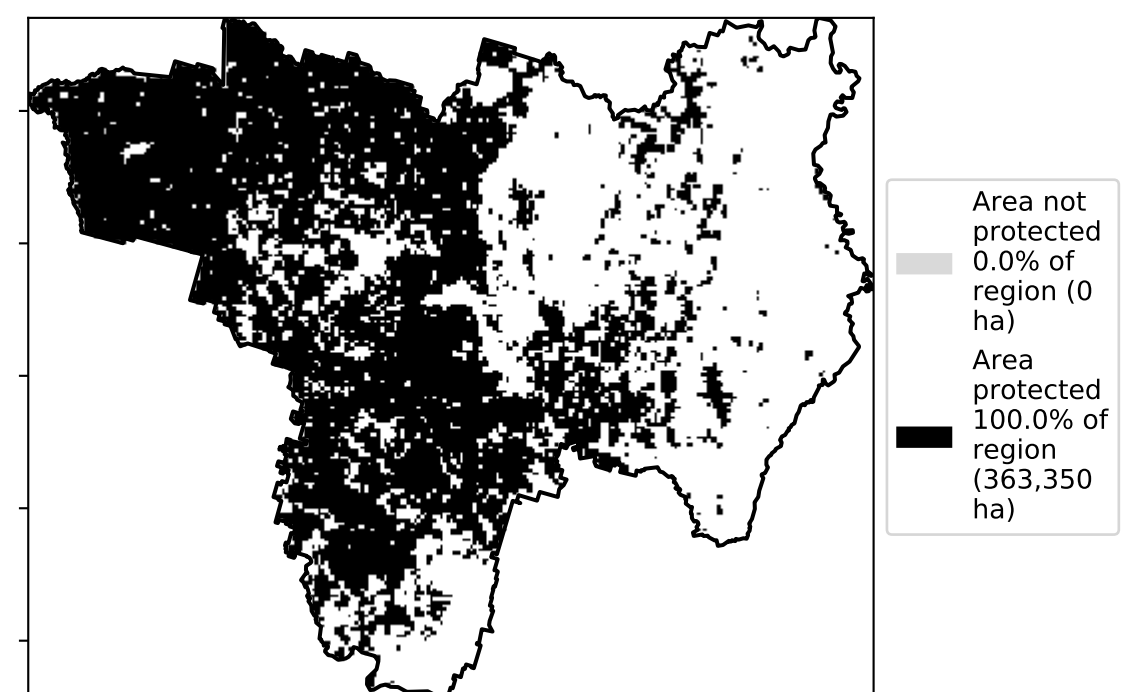 Area not
protected
0.0% of
region (0
ha)
Area
protected
100.0% of
region
(363,350
ha)